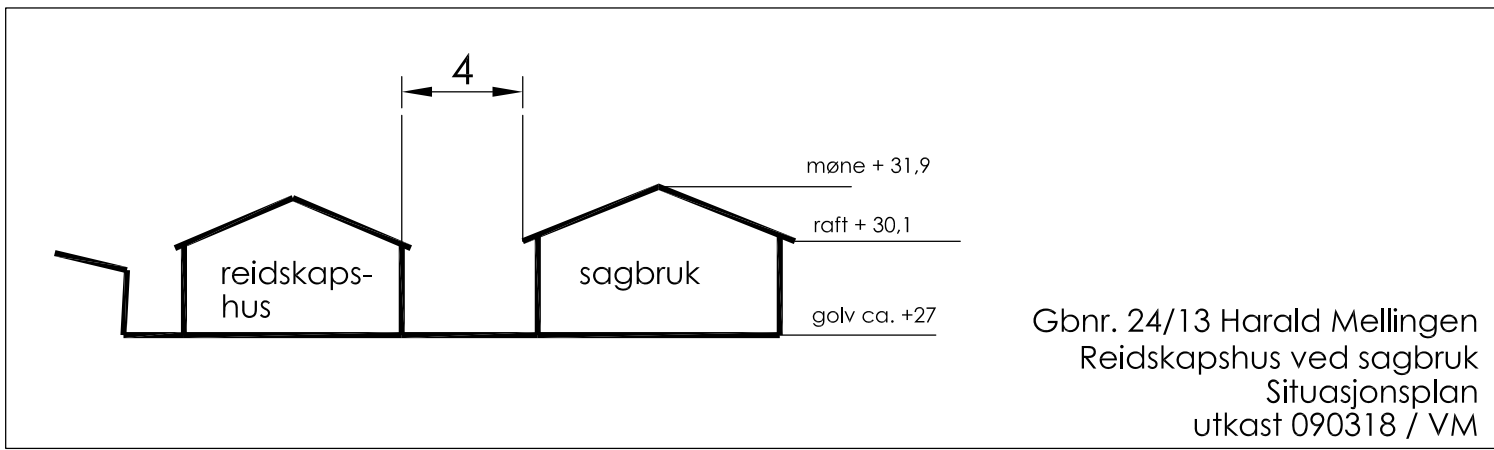 4
møne + 31,9
raft + 30,1
reidskaps-
hus
sagbruk
golv ca. +27
Gbnr. 24/13 Harald Mellingen
Reidskapshus ved sagbruk
Situasjonsplan
utkast 090318 / VM